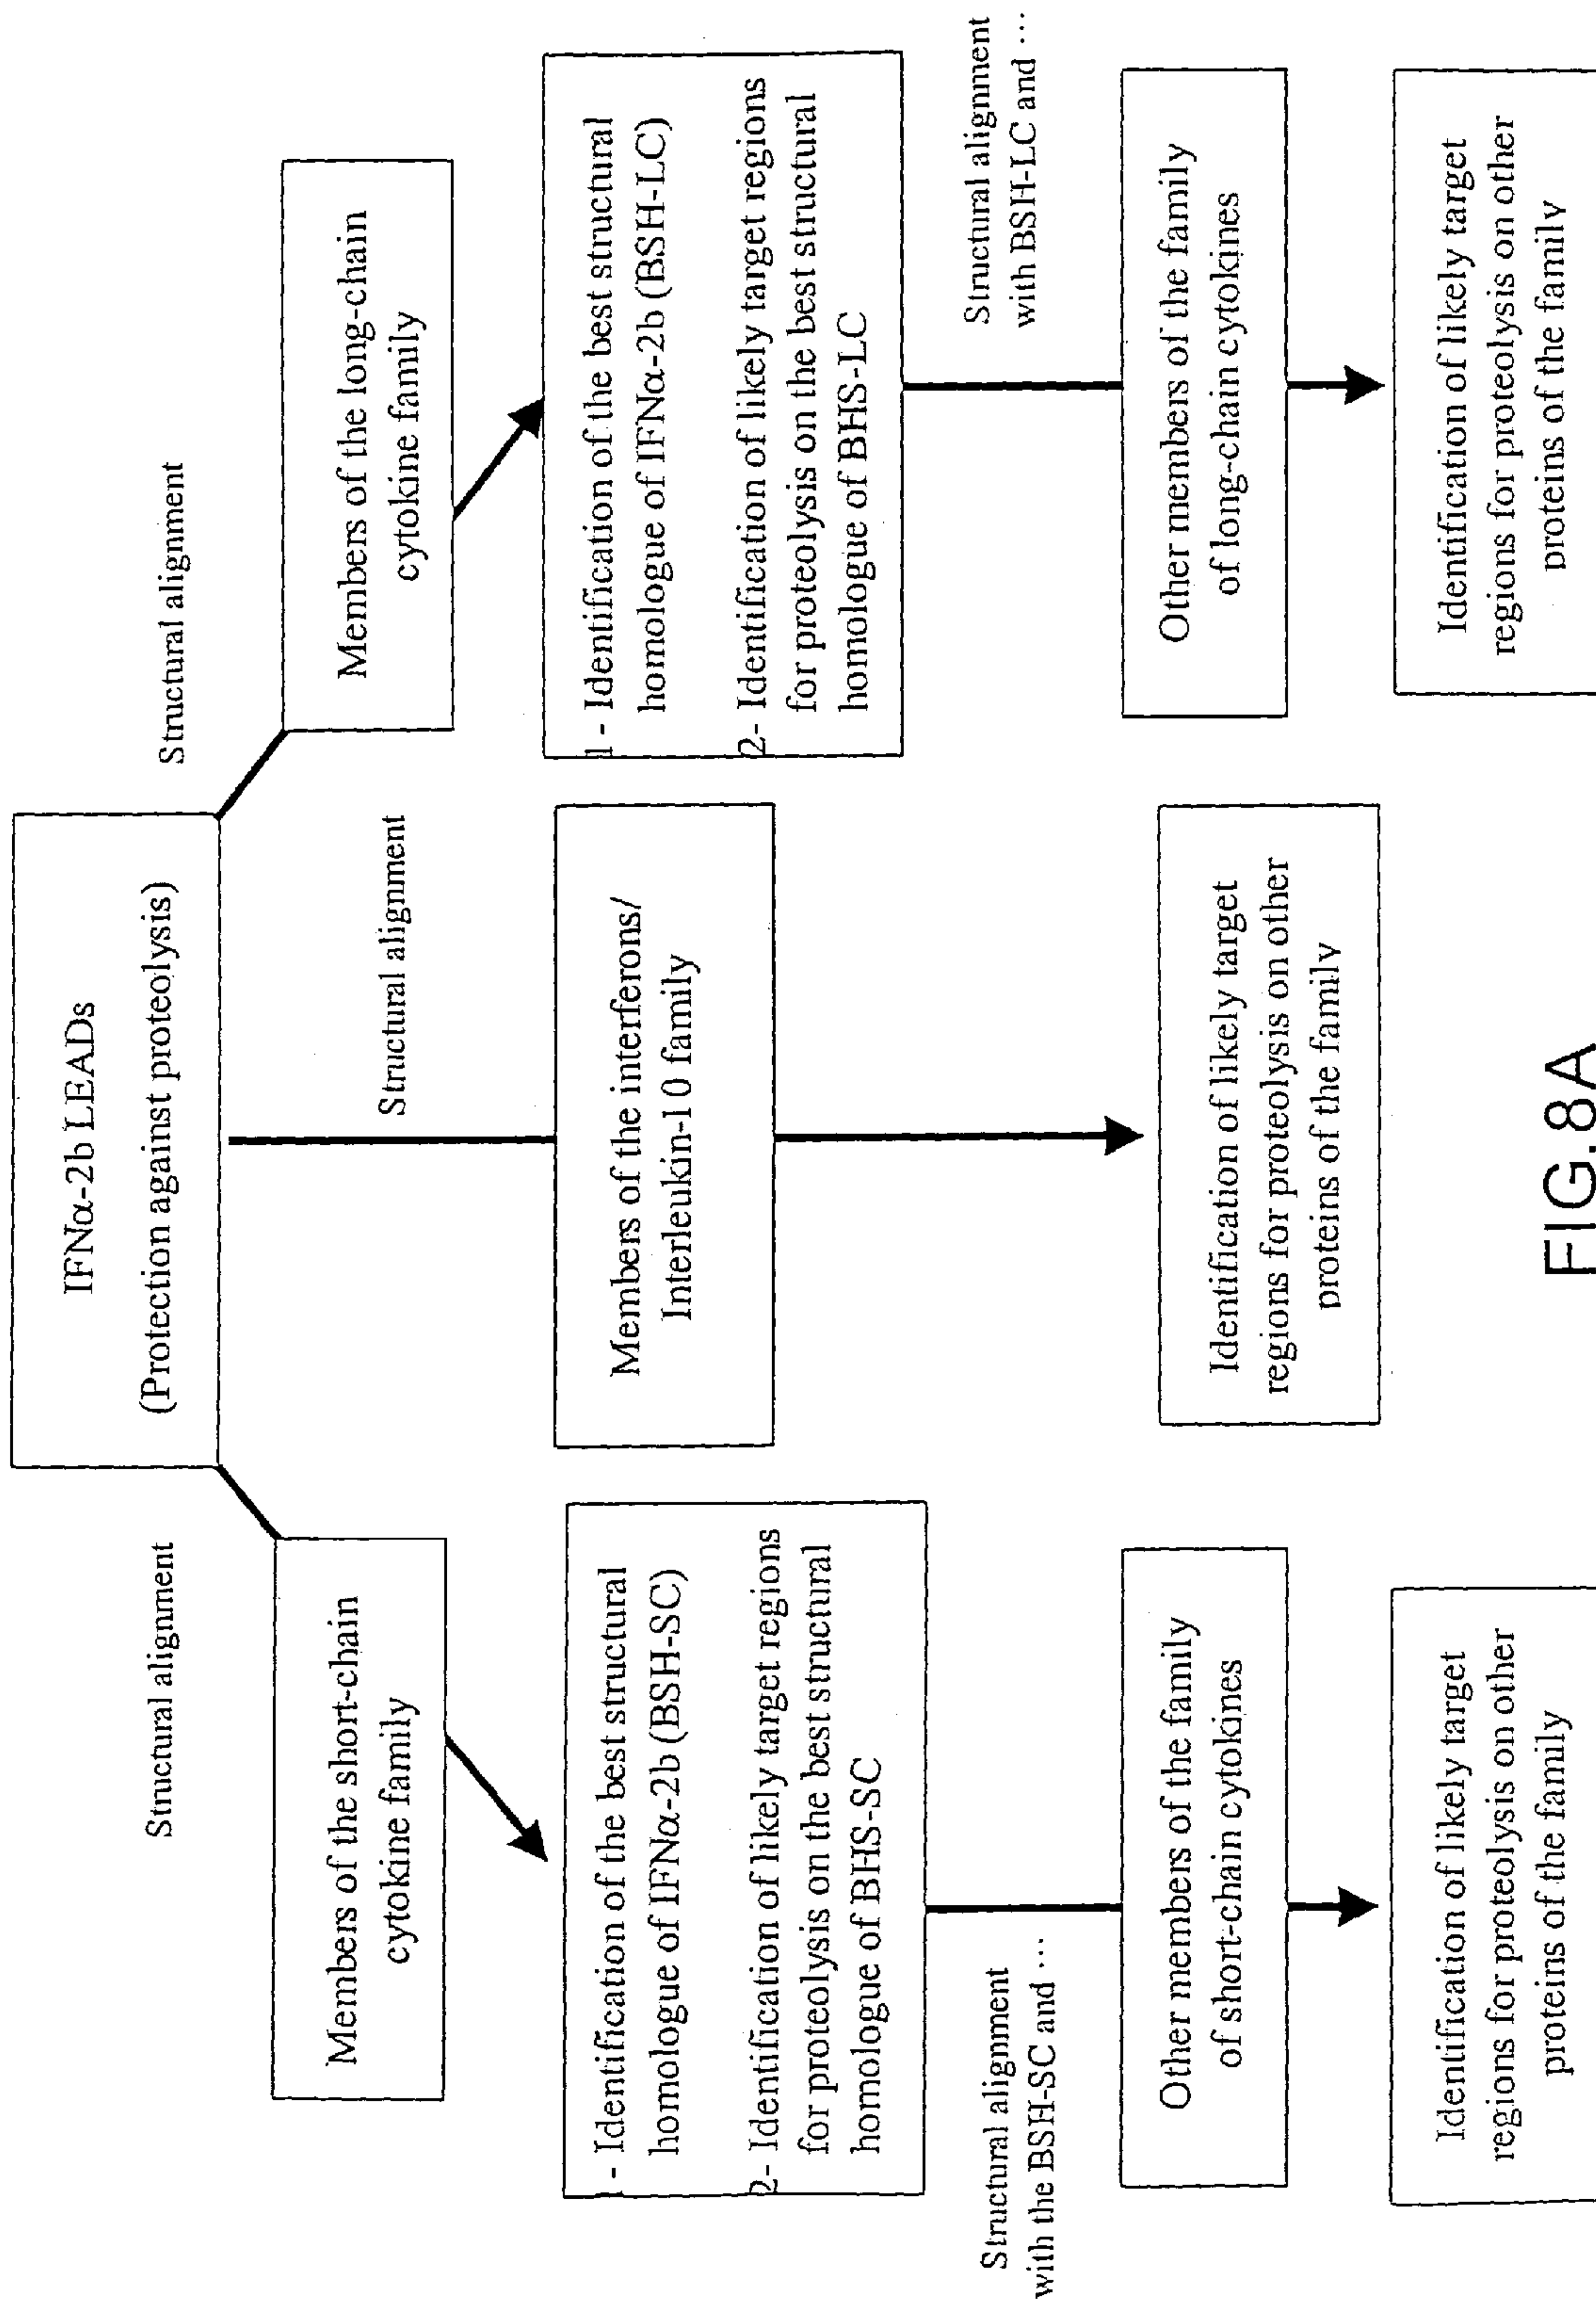 IFNα-2b LEADs
(Protection against proteolysis)
Structural alignment
Structural alignment
Structural alignment
Members of the short-chain
cytokine family
1- Identification of the best structural
homologue of IFNα-2b (BSH-SC)
2- Identification of likely target regions
for proteolysis on the best structural
homologue of BHS-SC
Structural alignment
with the BSH-SC and ...
Other members of the family
of short-chain cytokines
Identification of likely target
regions for proteolysis on other
proteins of the family
Members of the interferons/
Interleukin-10 family
Identification of likely target
regions for proteolysis on other
proteins of the family
Members of the long-chain
cytokine family
1- Identification of the best structural
homologue of IFNα-2b (BSH-LC)
2- Identification of likely target regions
for proteolysis on the best structural
homologue of BHS-LC
Structural alignment
with BSH-LC and ...
Other members of the family
of long-chain cytokines
Identification of likely target
regions for proteolysis on other
proteins of the family
FIG.8A